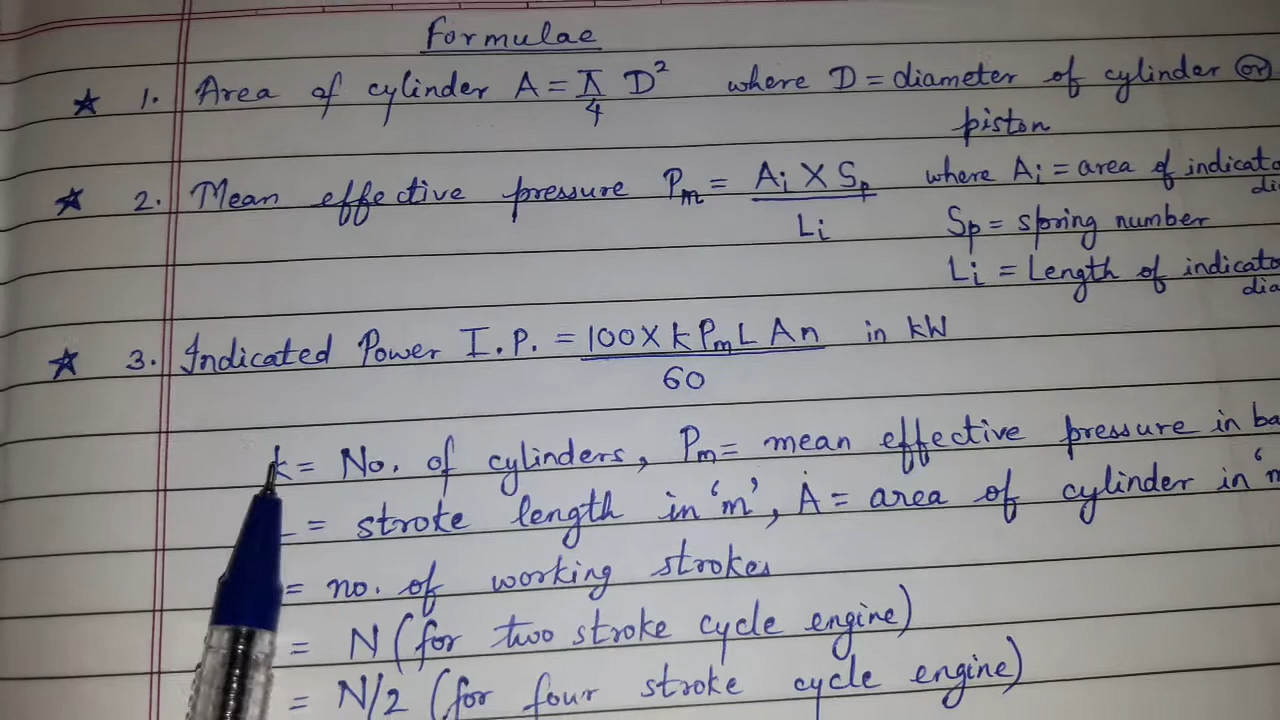 Formulae
★ 1. Area of cylinder A = π/4 D² where D = diameter of cylinder (or)
piston
★ 2. Mean effective pressure Pm = Ai X Sp / Li where Ai = area of
Sp = spring number
Li = Length of
★ 3. Indicated Power I.P. = 100 X k Pm L A n / 60 in kW
k = No. of cylinders, Pm = mean effective pressure in
= stroke length in 'm', A = area of cylinder in
= no. of working strokes
= N (for two stroke cycle engine)
= N/2 (for four stroke cycle engine)